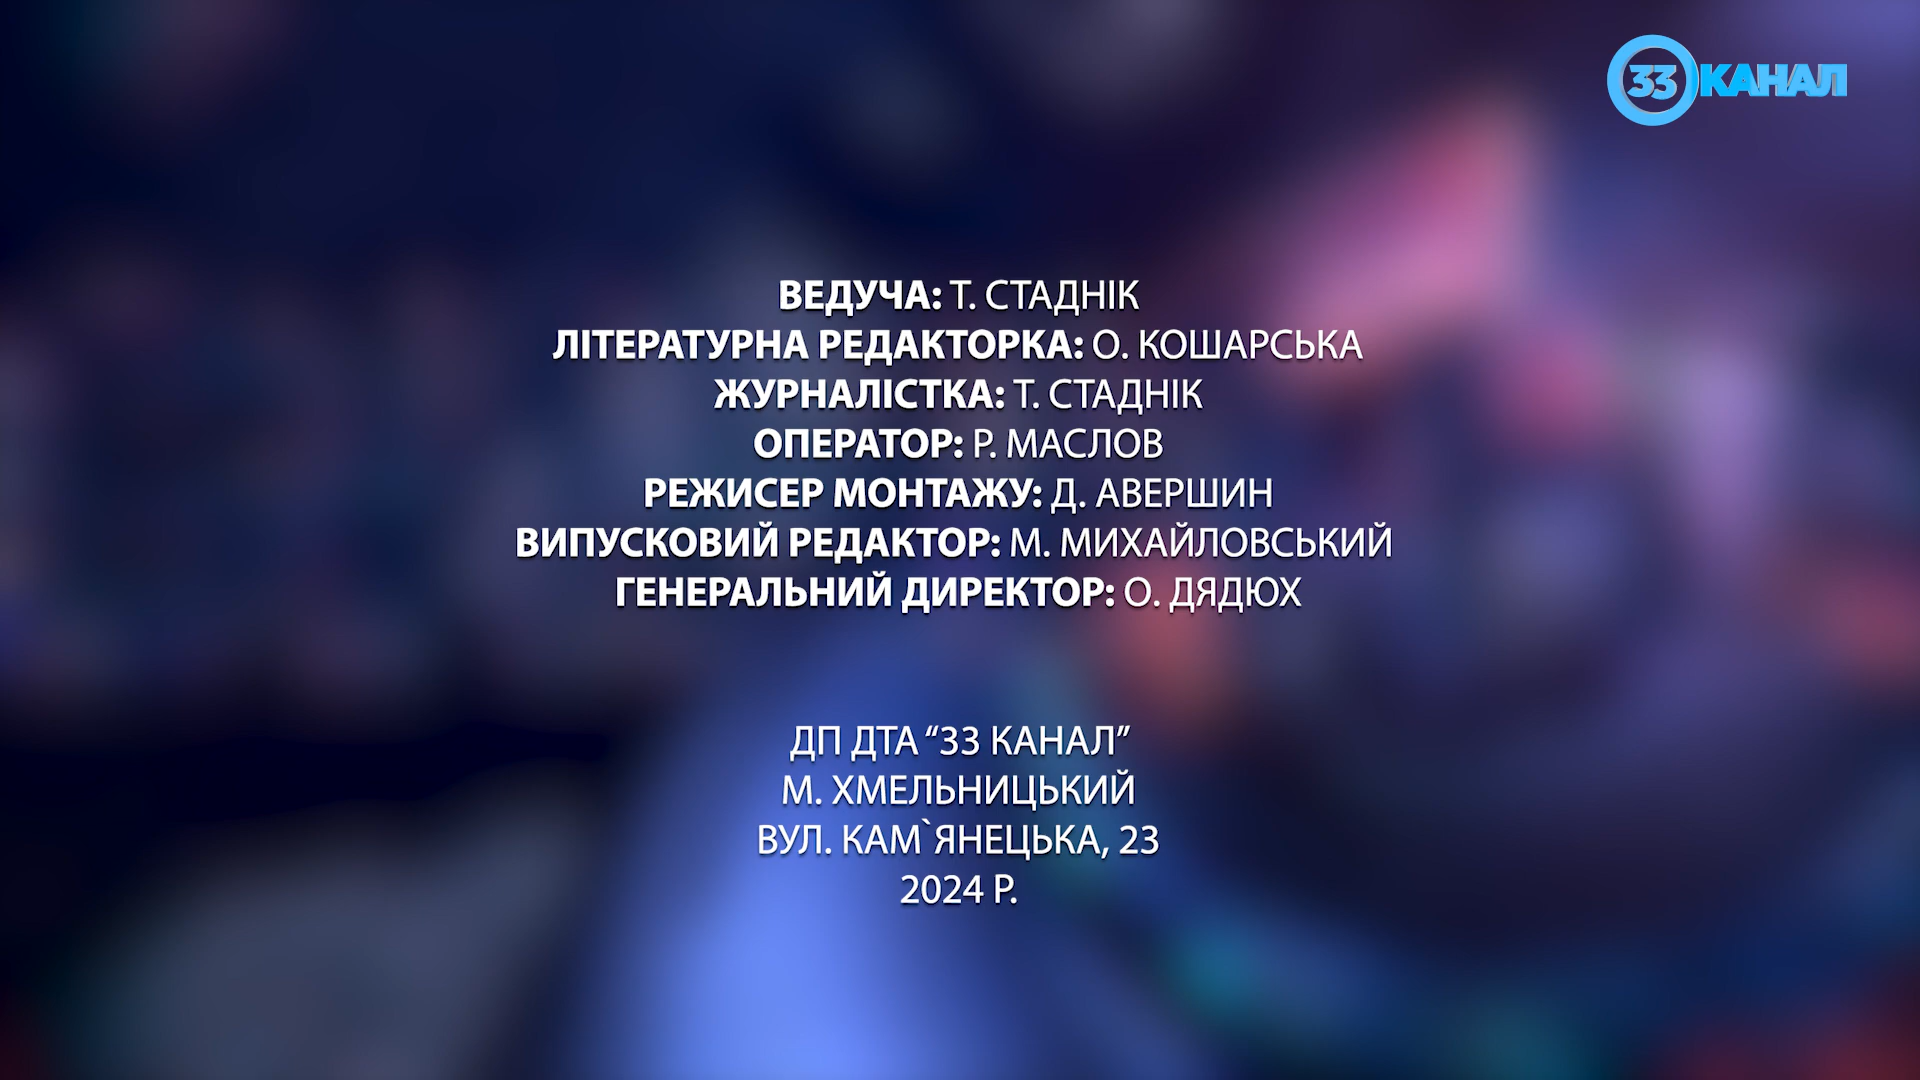 33 КАНАЛ
ВЕДУЧА: Т. СТАДНІК
ЛІТЕРАТУРНА РЕДАКТОРКА: О. КОШАРСЬКА
ЖУРНАЛІСТКА: Т. СТАДНІК
ОПЕРАТОР: Р. МАСЛОВ
РЕЖИСЕР МОНТАЖУ: Д. АВЕРШИН
ВИПУСКОВИЙ РЕДАКТОР: М. МИХАЙЛОВСЬКИЙ
ГЕНЕРАЛЬНИЙ ДИРЕКТОР: О. ДЯДЮХ
ДП ДТА “33 КАНАЛ”
М. ХМЕЛЬНИЦЬКИЙ
ВУЛ. КАМ`ЯНЕЦЬКА, 23
2024 Р.